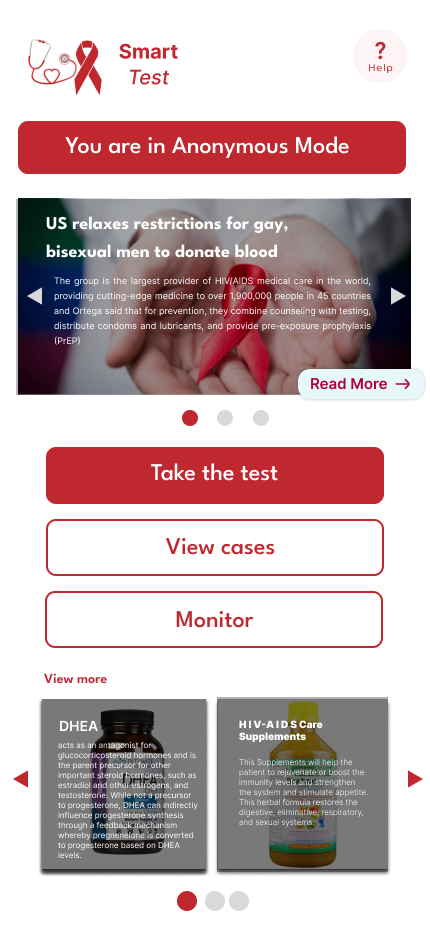 Smart
Test
?
Help
You are in Anonymous Mode
US relaxes restrictions for gay,
bisexual men to donate blood
The group is the largest provider of HIV/AIDS medical care in the world,
providing cutting-edge medicine to over 1,900,000 people in 45 countries
and Ortega said that for prevention, they combine counseling with testing,
distribute condoms and lubricants, and provide pre-exposure prophylaxis
(PrEP)
Read More →
Take the test
View cases
Monitor
View more
DHEA
acts as an antagonist for
glucocorticosteroid hormones and is
the parent precursor for other
important steroid hormones, such as
estradiol and other estrogens, and
testosterone. While not a precursor
to progesterone, DHEA can indirectly
influence progesterone synthesis
through a feedback mechanism
whereby pregnenelone is converted
to progesterone based on DHEA
levels.
HIV-AIDS Care
Supplements
This Supplements will help the
patient to rejuvenate or boost the
immunity levels and strengthen
the system and stimulate appetite.
This herbal formula restores the
digestive, eliminative, respiratory,
and sexual systems.